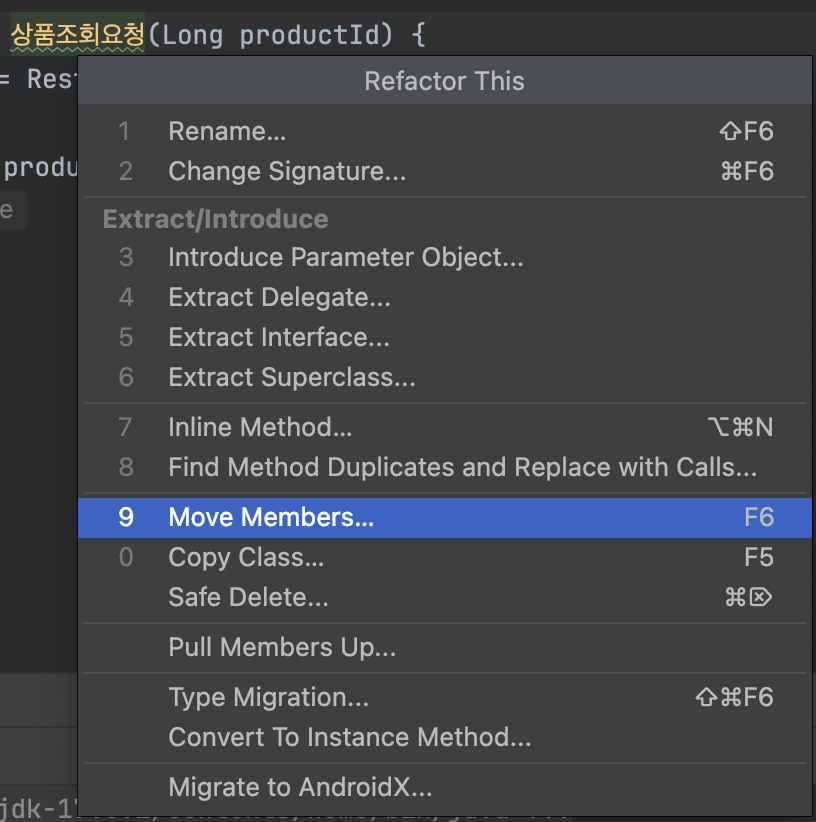 상품조회요청(Long productId) {
= Rest
Refactor This
1 Rename... ⇧F6
2 Change Signature... ⌘F6
produ
Extract/Introduce
e
3 Introduce Parameter Object...
4 Extract Delegate...
5 Extract Interface...
6 Extract Superclass...
7 Inline Method... ⌥⌘N
8 Find Method Duplicates and Replace with Calls...
9 Move Members... F6
0 Copy Class... F5
Safe Delete... ⌘⌦
Pull Members Up...
Type Migration... ⇧⌘F6
Convert To Instance Method...
Migrate to AndroidX...
jdk-1